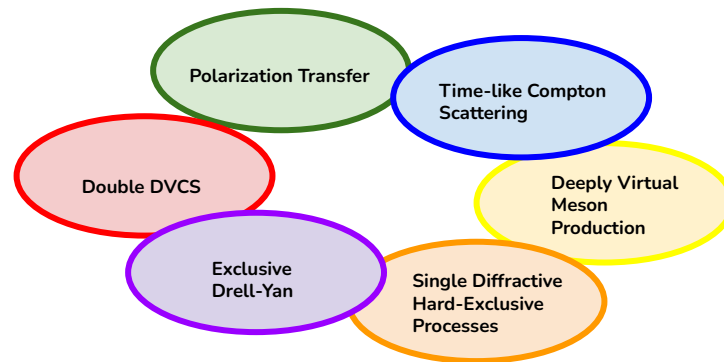 Polarization Transfer
Time-like Compton
Scattering
Double DVCS
Deeply Virtual
Meson
Production
Exclusive
Drell-Yan
Single Diffractive
Hard-Exclusive
Processes